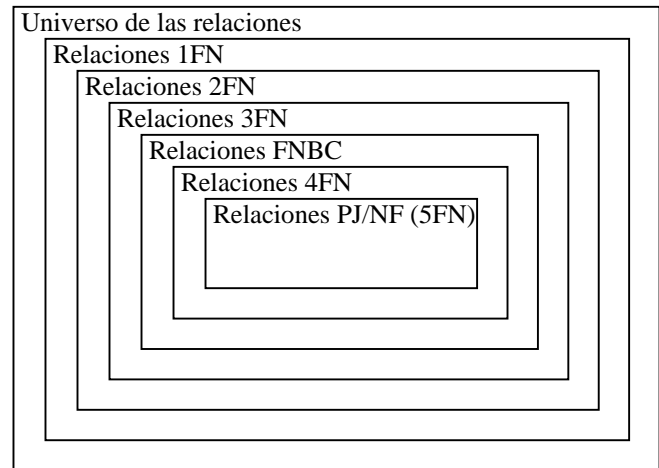 Universo de las relaciones
Relaciones 1FN
Relaciones 2FN
Relaciones 3FN
Relaciones FNBC
Relaciones 4FN
Relaciones PJ/NF (5FN)